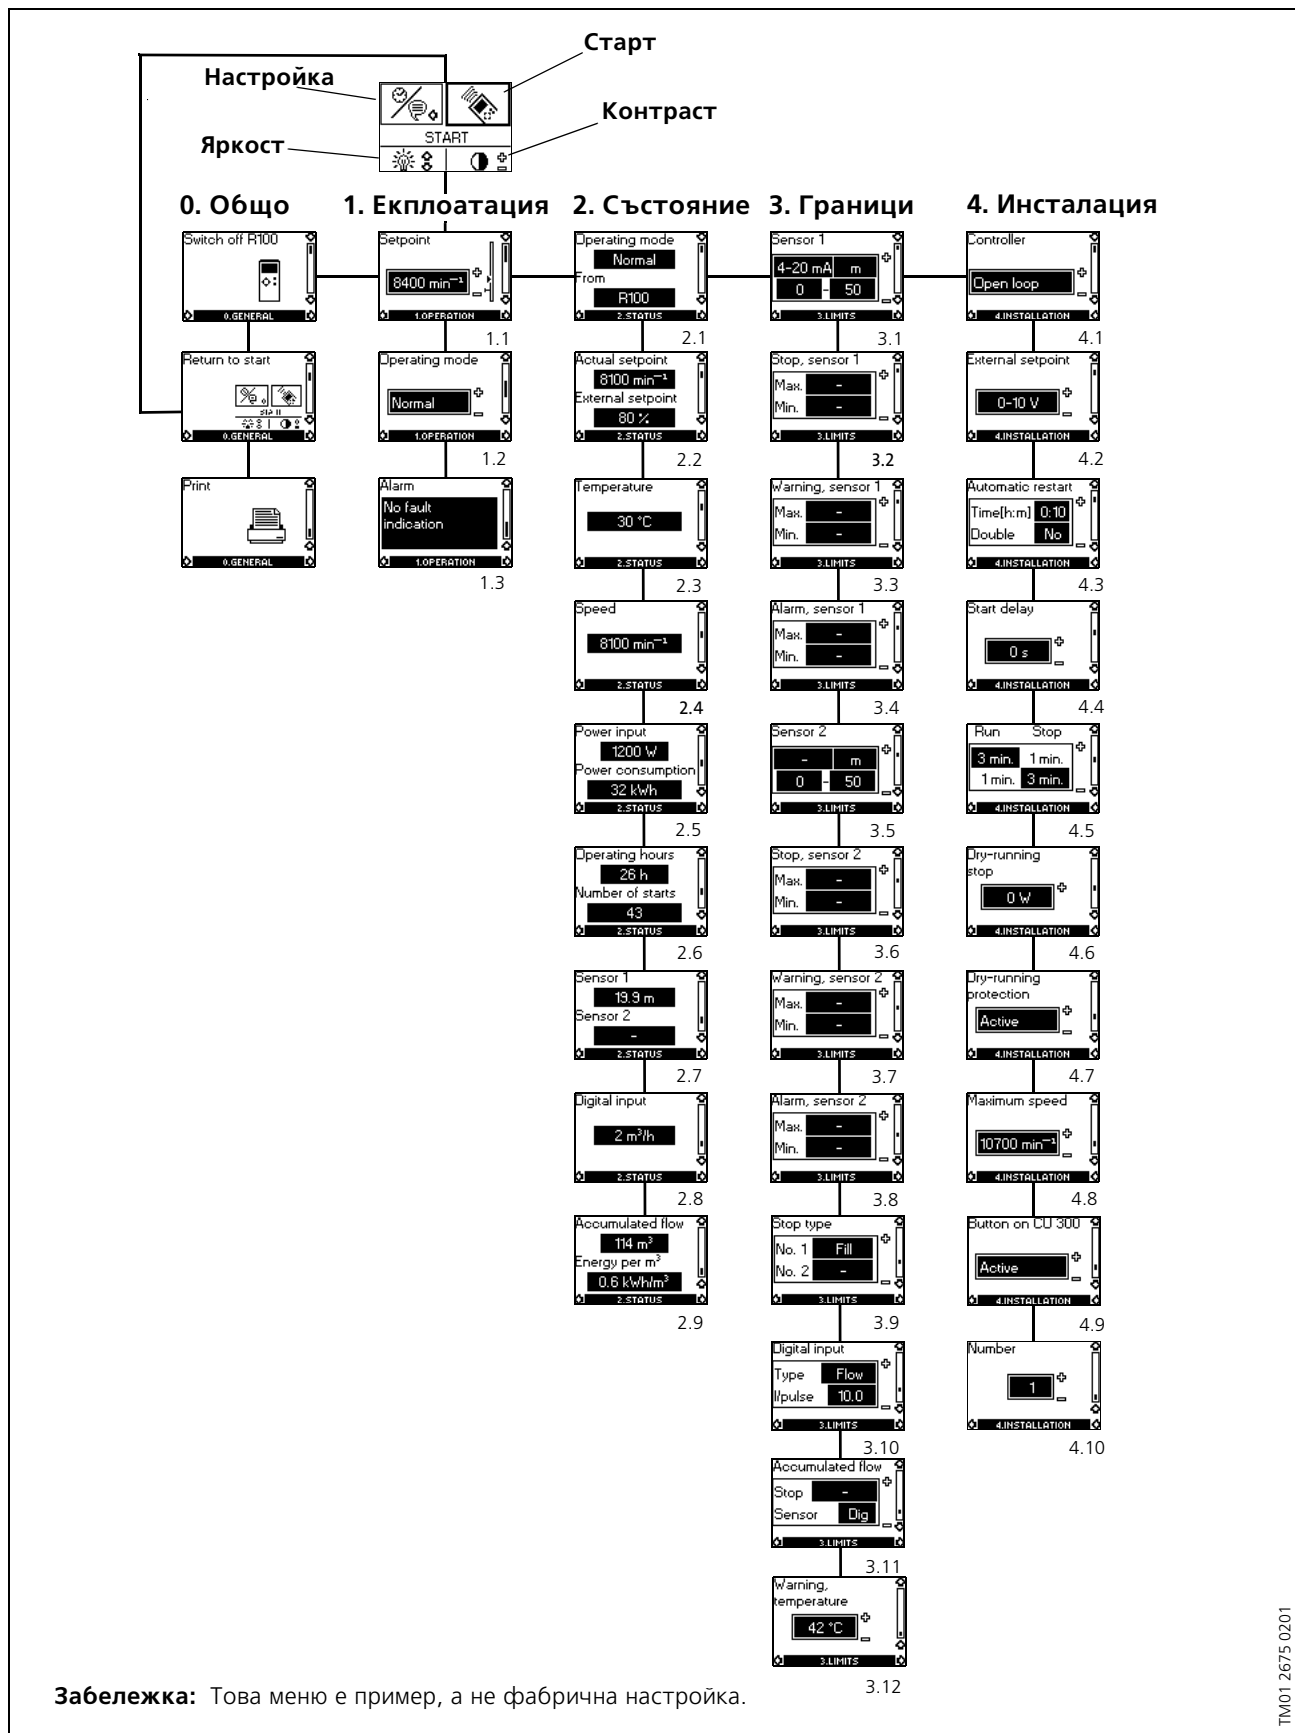 Старт
Настройка
Контраст
START
Яркост
0. Общо
1. Екплоатация
2. Състояние
3. Граници
4. Инсталация
Switch off R100
0.GENERAL
Return to start
START
0.GENERAL
Print
0.GENERAL
Setpoint
8400 min⁻¹
1.OPERATION
1.1
Operating mode
Normal
1.OPERATION
1.2
Alarm
No fault
indication
1.OPERATION
1.3
Operating mode
Normal
From
R100
2.STATUS
2.1
Actual setpoint
8100 min⁻¹
External setpoint
80 %
2.STATUS
2.2
Temperature
30 °C
2.STATUS
2.3
Speed
8100 min⁻¹
2.STATUS
2.4
Power input
1200 W
Power consumption
32 kWh
2.STATUS
2.5
Operating hours
26 h
Number of starts
43
2.STATUS
2.6
Sensor 1
19.9 m
Sensor 2
-
2.STATUS
2.7
Digital input
2 m³/h
2.STATUS
2.8
Accumulated flow
114 m³
Energy per m³
0.6 kWh/m³
2.STATUS
2.9
Sensor 1
4-20 mA m
0 - 50
3.LIMITS
3.1
Stop, sensor 1
Max. -
Min. -
3.LIMITS
3.2
Warning, sensor 1
Max. -
Min. -
3.LIMITS
3.3
Alarm, sensor 1
Max. -
Min. -
3.LIMITS
3.4
Sensor 2
- m
0 - 50
3.LIMITS
3.5
Stop, sensor 2
Max. -
Min. -
3.LIMITS
3.6
Warning, sensor 2
Max. -
Min. -
3.LIMITS
3.7
Alarm, sensor 2
Max. -
Min. -
3.LIMITS
3.8
Stop type
No. 1 Fill
No. 2 -
3.LIMITS
3.9
Digital input
Type Flow
l/pulse 10.0
3.LIMITS
3.10
Accumulated flow
Stop -
Sensor Dig
3.LIMITS
3.11
Warning,
temperature
42 °C
3.LIMITS
3.12
Controller
Open loop
4.INSTALLATION
4.1
External setpoint
0-10 V
4.INSTALLATION
4.2
Automatic restart
Time[h:m] 0:10
Double No
4.INSTALLATION
4.3
Start delay
0 s
4.INSTALLATION
4.4
Run Stop
3 min. 1 min.
1 min. 3 min.
4.INSTALLATION
4.5
Dry-running
stop
0 W
4.INSTALLATION
4.6
Dry-running
protection
Active
4.INSTALLATION
4.7
Maximum speed
10700 min⁻¹
4.INSTALLATION
4.8
Button on CU 300
Active
4.INSTALLATION
4.9
Number
1
4.INSTALLATION
4.10
Забележка: Това меню е пример, а не фабрична настройка.
TM01 2675 0201